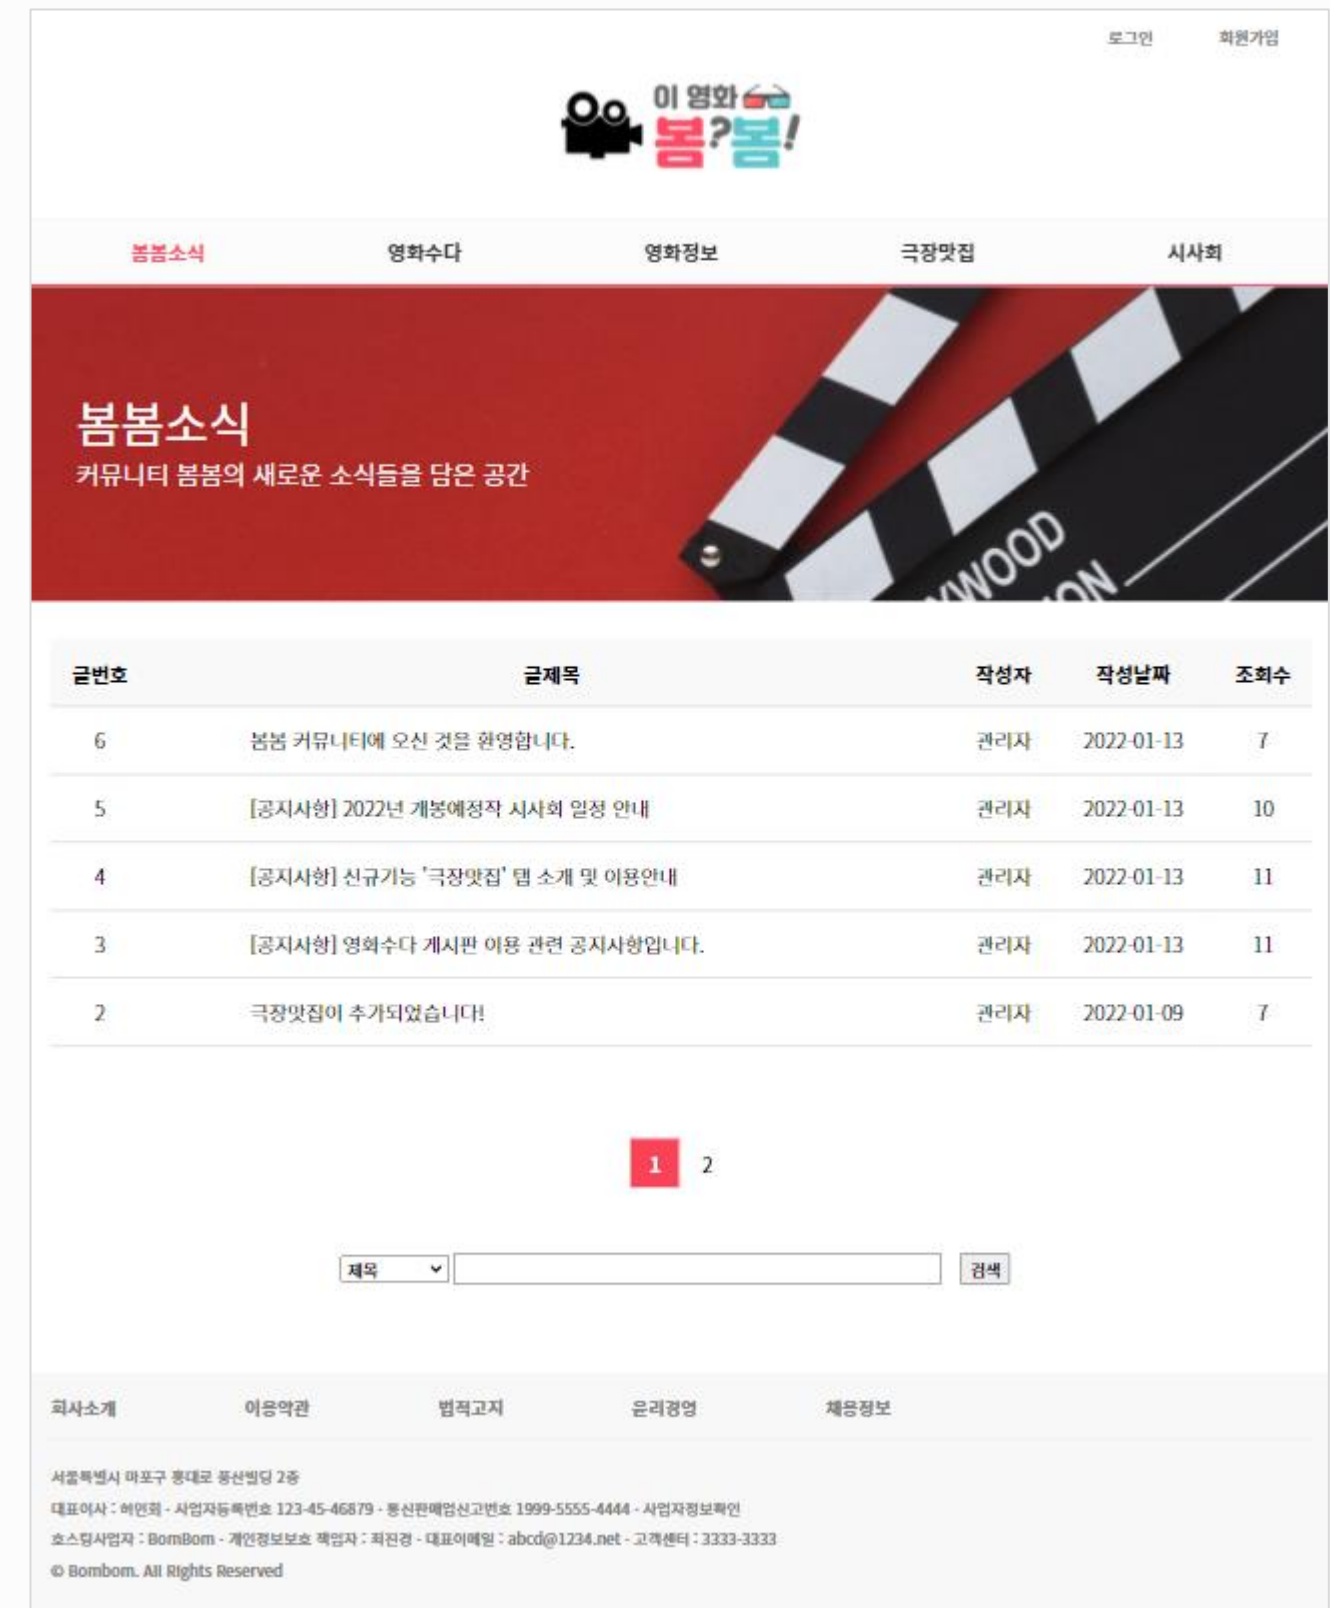 로그인 회원가입
이 영화
봄?봄!
봄봄소식 영화수다 영화정보 극장맛집 시사회
봄봄소식
커뮤니티 봄봄의 새로운 소식들을 담은 공간
글번호 글제목 작성자 작성날짜 조회수
6 봄봄 커뮤니티에 오신 것을 환영합니다. 관리자 2022-01-13 7
5 [공지사항] 2022년 개봉예정작 시사회 일정 안내 관리자 2022-01-13 10
4 [공지사항] 신규기능 '극장맛집' 탭 소개 및 이용안내 관리자 2022-01-13 11
3 [공지사항] 영화수다 게시판 이용 관련 공지사항입니다. 관리자 2022-01-13 11
2 극장맛집이 추가되었습니다! 관리자 2022-01-09 7
1 2
제목 검색
회사소개 이용약관 법적고지 윤리경영 채용정보
서울특별시 마포구 홍대로 풍산빌딩 2층
대표이사 : 허민회 - 사업자등록번호 123-45-46879 - 통신판매업신고번호 1999-5555-4444 - 사업자정보확인
호스팅사업자 : BomBom - 개인정보보호 책임자 : 최진경 - 대표이메일 : abcd@1234.net - 고객센터 : 3333-3333
© Bombom. All Rights Reserved